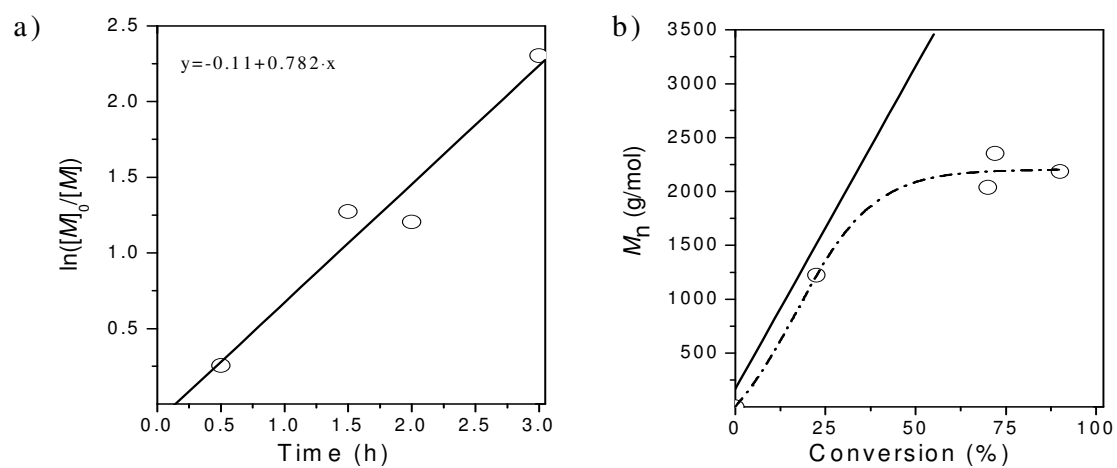 a)
y=-0.11+0.782·x
ln([M]0/[M])
2.5
2.0
1.5
1.0
0.5
0.0 0.5 1.0 1.5 2.0 2.5 3.0
Time (h)
b)
Mn (g/mol)
3500
3000
2500
2000
1500
1000
500
0 25 50 75 100
Conversion (%)